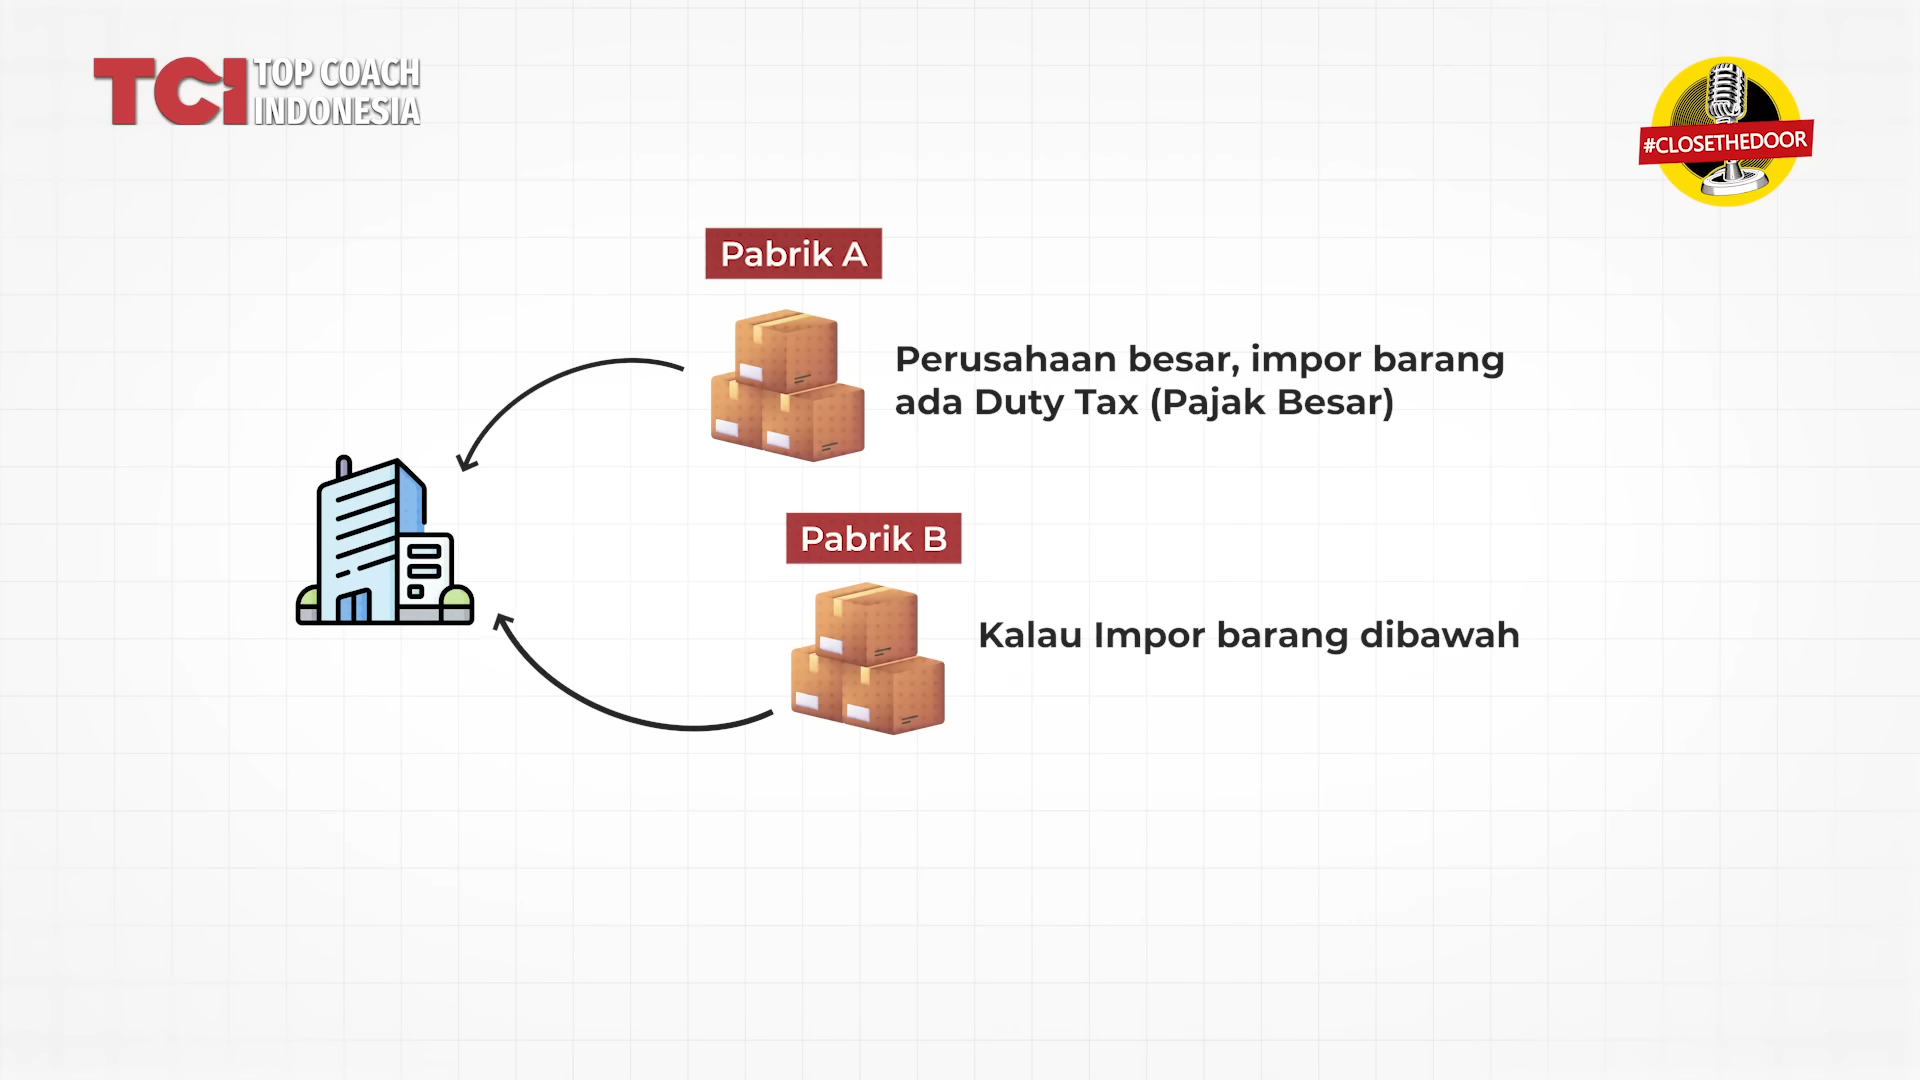 TCI TOP COACH
INDONESIA
#CLOSETHEDOOR
Pabrik A
Perusahaan besar, impor barang
ada Duty Tax (Pajak Besar)
Pabrik B
Kalau Impor barang dibawah